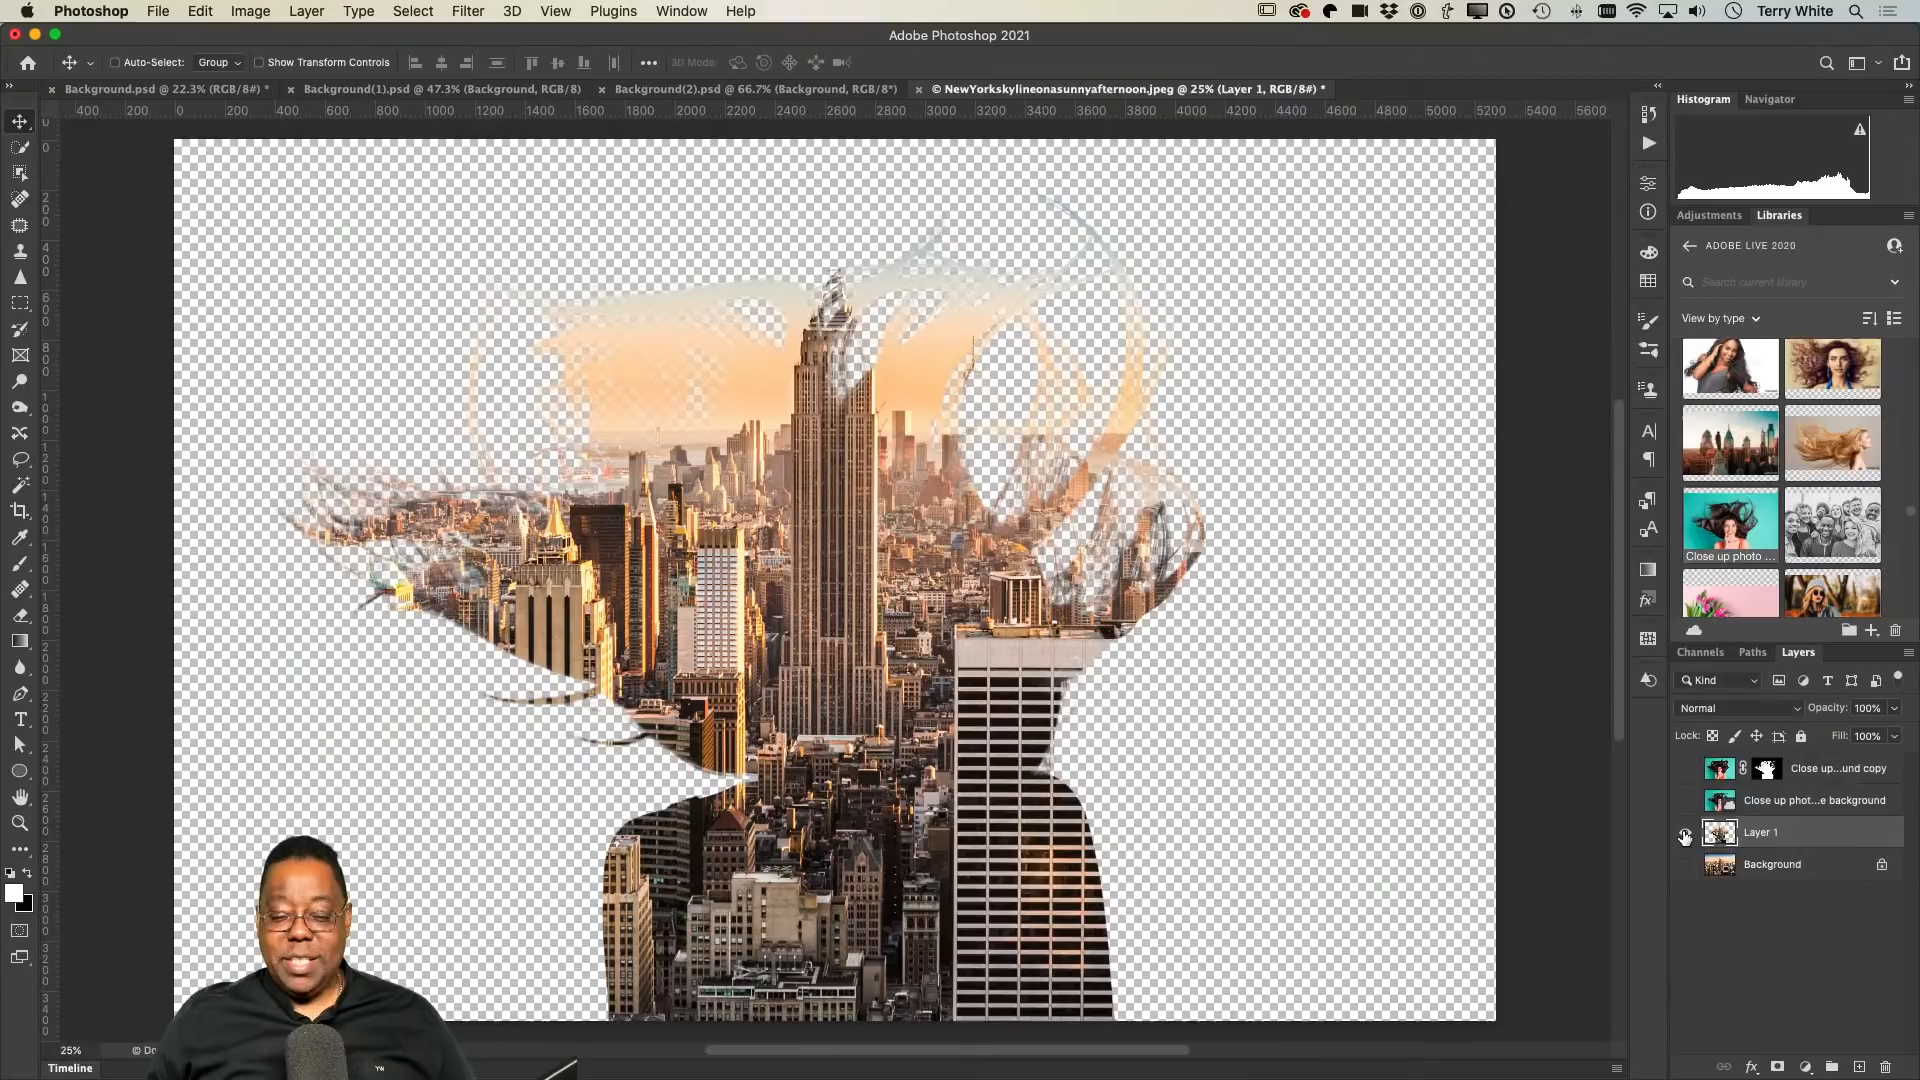 Photoshop File Edit Image Layer Type Select Filter 3D View Plugins Window Help Terry White
Adobe Photoshop 2021
Auto-Select: Group Show Transform Controls 3D Mode:
Background.psd @ 22.3% (RGB/8#) * Background(1).psd @ 47.3% (Background, RGB/8) Background(2).psd @ 66.7% (Background, RGB/8*) © NewYorkskylineonasunnyafternoon.jpeg @ 25% (Layer 1, RGB/8#) *
400 200 0 200 400 600 800 1000 1200 1400 1600 1800 2000 2200 2400 2600 2800 3000 3200 3400 3600 3800 4000 4200 4400 4600 4800 5000 5200 5400 5600
Histogram Navigator
Adjustments Libraries
ADOBE LIVE 2020
Search current library
View by type
Close up photo ...
Channels Paths Layers
Kind
Normal Opacity: 100%
Lock: Fill: 100%
Close up...und copy
Close up phot...e background
Layer 1
Background
25% © Do
Timeline